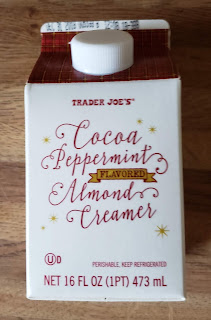 TRADER JOE'S®
Cocoa
Peppermint
FLAVORED
Almond
Creamer
U D
PERISHABLE, KEEP REFRIGERATED
NET 16 FL OZ (1PT) 473 mL